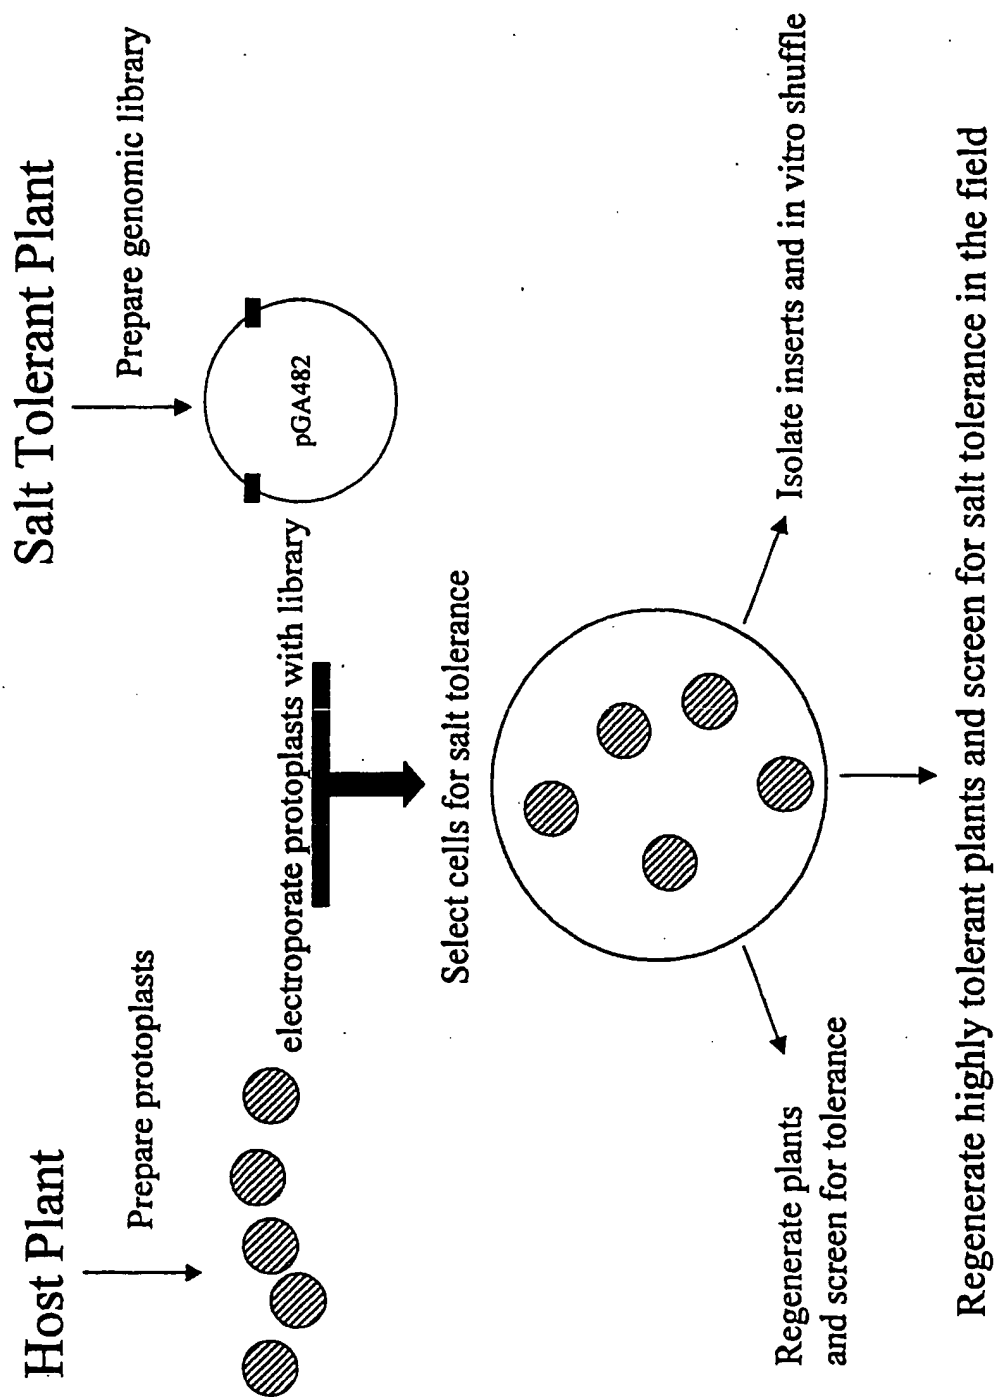 Host Plant
Salt Tolerant Plant
Prepare protoplasts
Prepare genomic library
pGA482
electroporate protoplasts with library
Select cells for salt tolerance
Regenerate plants
and screen for tolerance
Isolate inserts and in vitro shuffle
Regenerate highly tolerant plants and screen for salt tolerance in the field